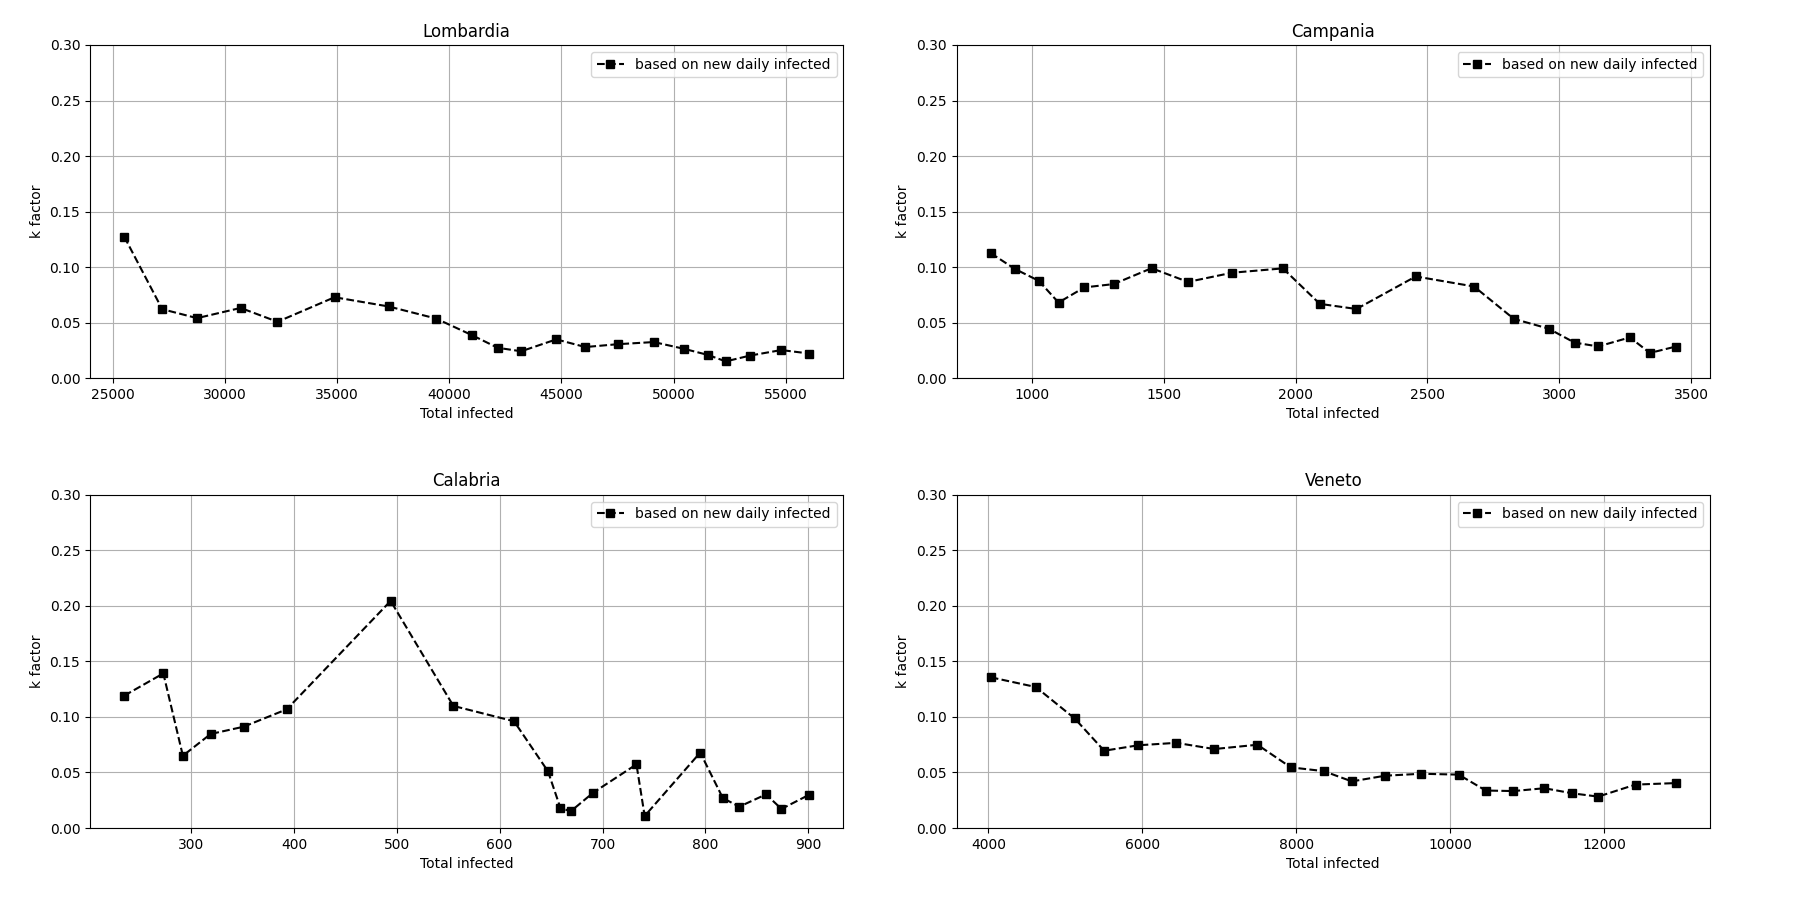 Lombardia
0.30
0.25
0.20
0.15
0.10
0.05
0.00
k factor
based on new daily infected
25000 30000 35000 40000 45000 50000 55000
Total infected
Campania
0.30
0.25
0.20
0.15
0.10
0.05
0.00
k factor
based on new daily infected
1000 1500 2000 2500 3000 3500
Total infected
Calabria
0.30
0.25
0.20
0.15
0.10
0.05
0.00
k factor
based on new daily infected
300 400 500 600 700 800 900
Total infected
Veneto
0.30
0.25
0.20
0.15
0.10
0.05
0.00
k factor
based on new daily infected
4000 6000 8000 10000 12000
Total infected